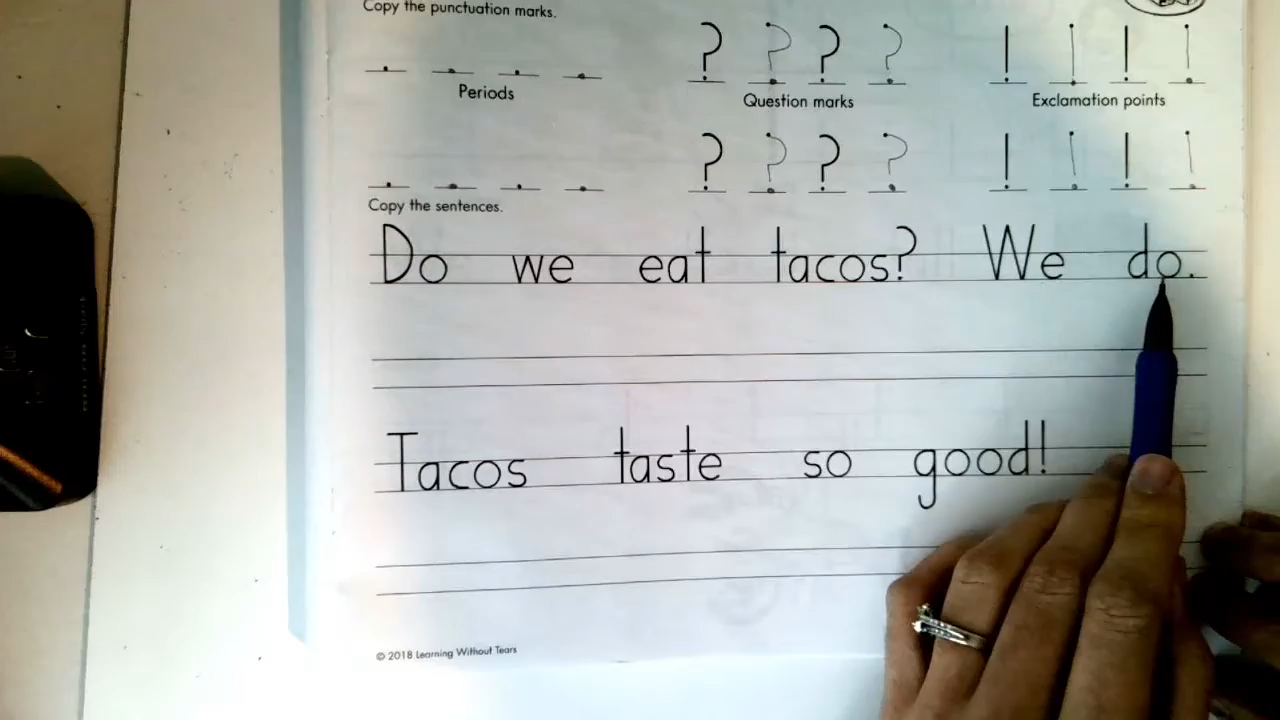 Copy the punctuation marks.
. . . . ? ? ? ? ! ! ! !
Periods Question marks Exclamation points
. . . . ? ? ? ? ! ! ! !
Copy the sentences.
Do we eat tacos? We do.
Tacos taste so good!
© 2018 Learning Without Tears